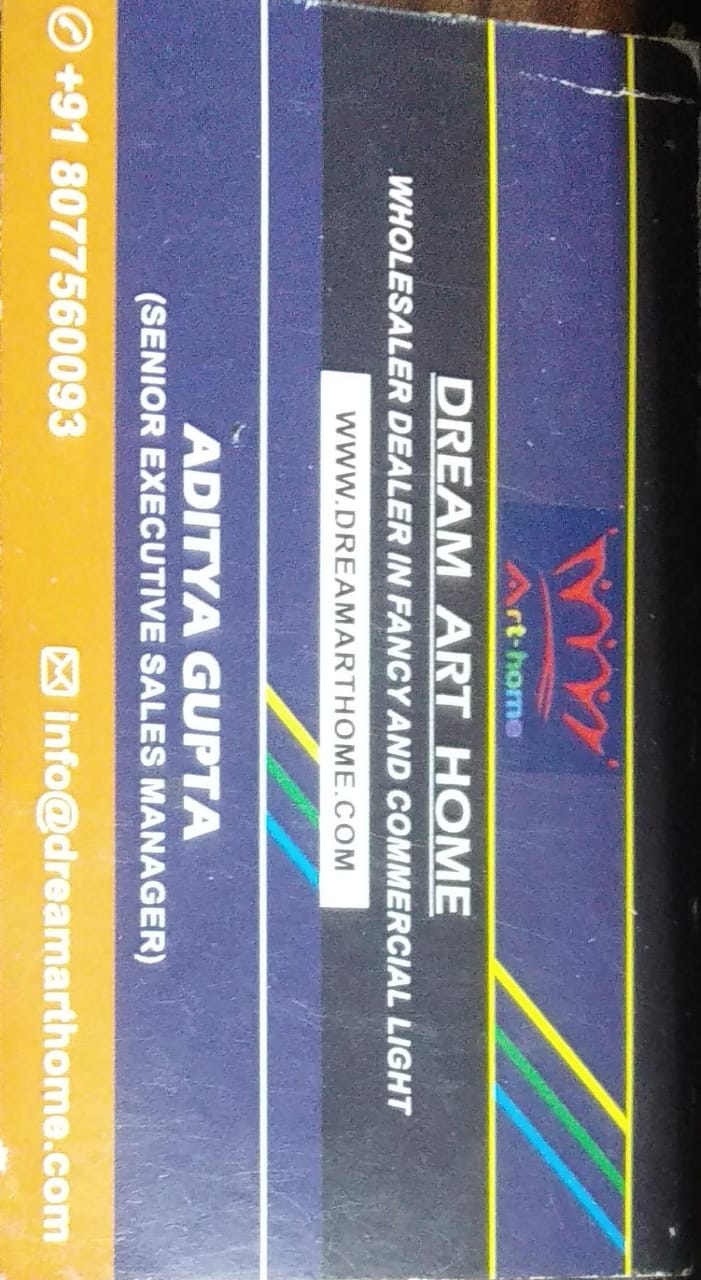 Art-home
DREAM ART HOME
WHOLESALER DEALER IN FANCY AND COMMERCIAL LIGHT
WWW.DREAMARTHOME.COM
ADITYA GUPTA
(SENIOR EXECUTIVE SALES MANAGER)
+91 8077560093
info@dreamarthome.com